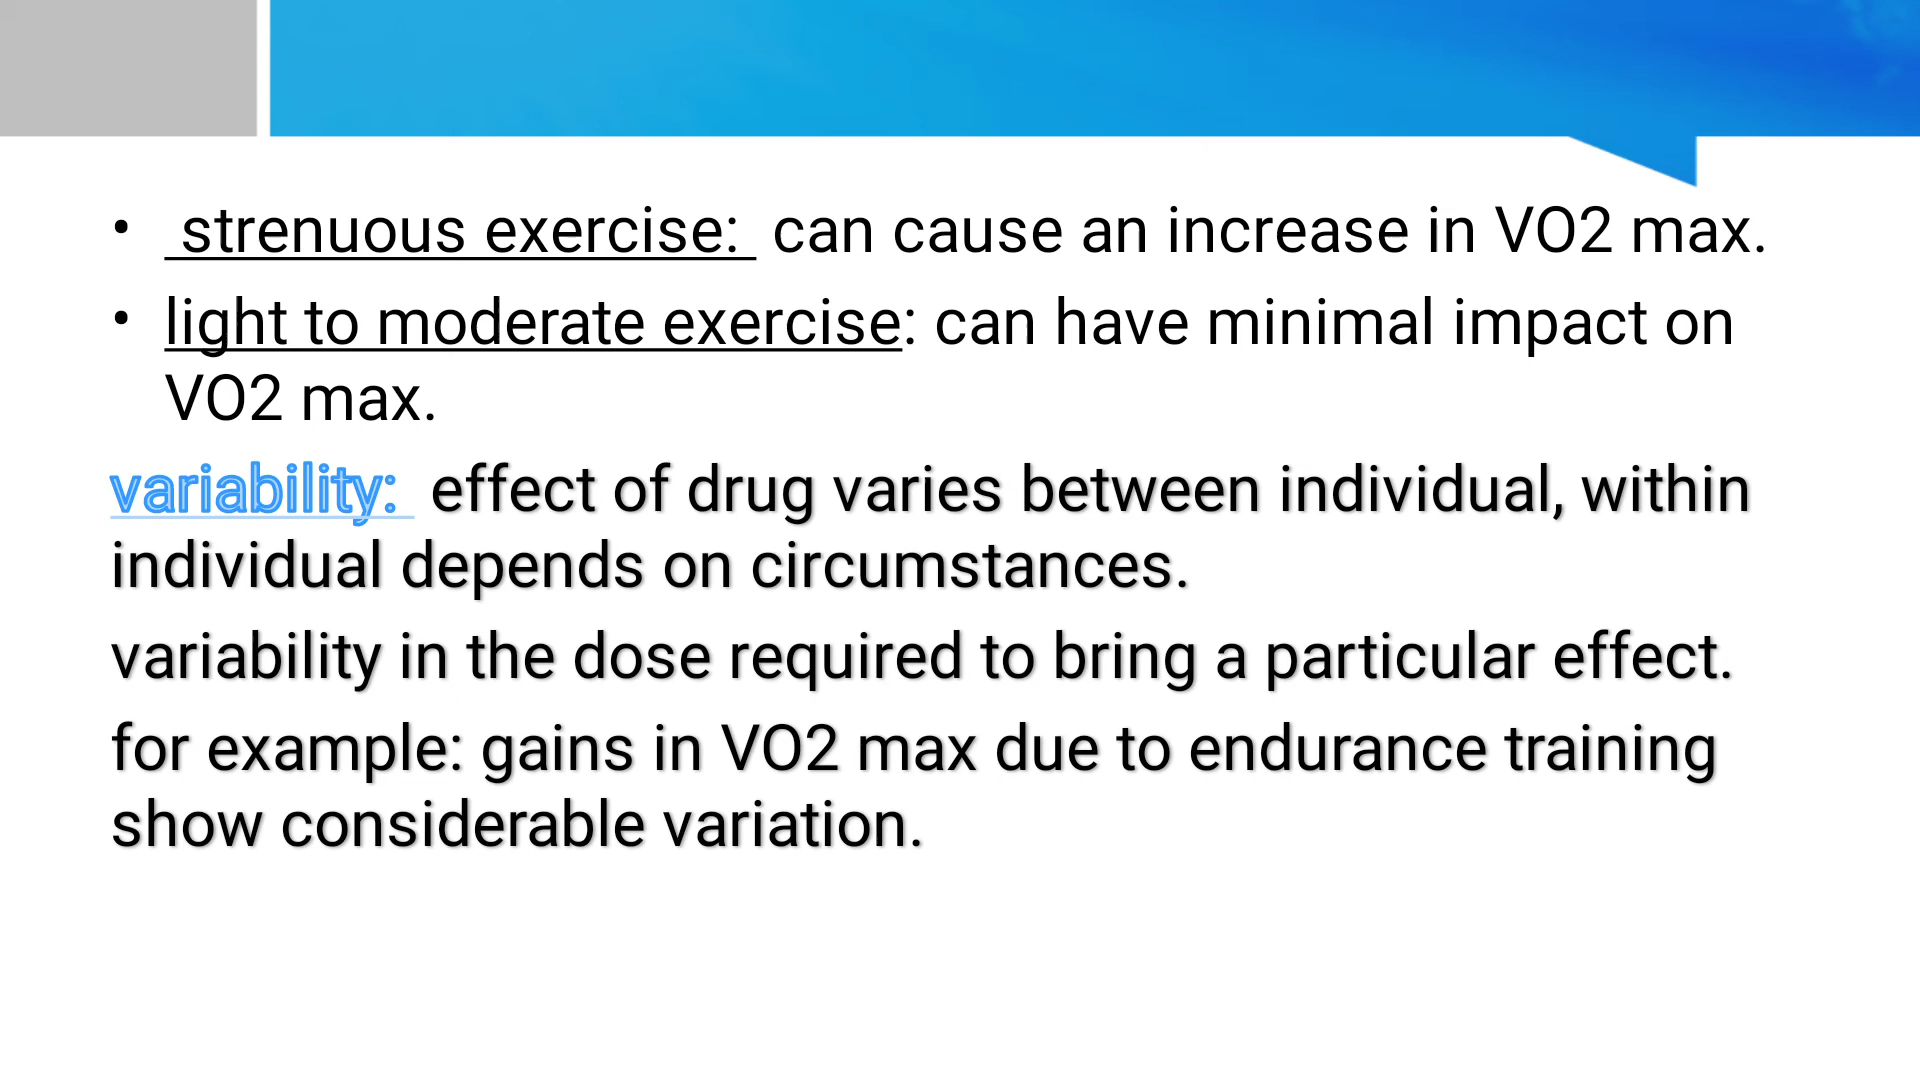 • strenuous exercise: can cause an increase in VO2 max.
• light to moderate exercise: can have minimal impact on
VO2 max.
variability: effect of drug varies between individual, within
individual depends on circumstances.
variability in the dose required to bring a particular effect.
for example: gains in VO2 max due to endurance training
show considerable variation.